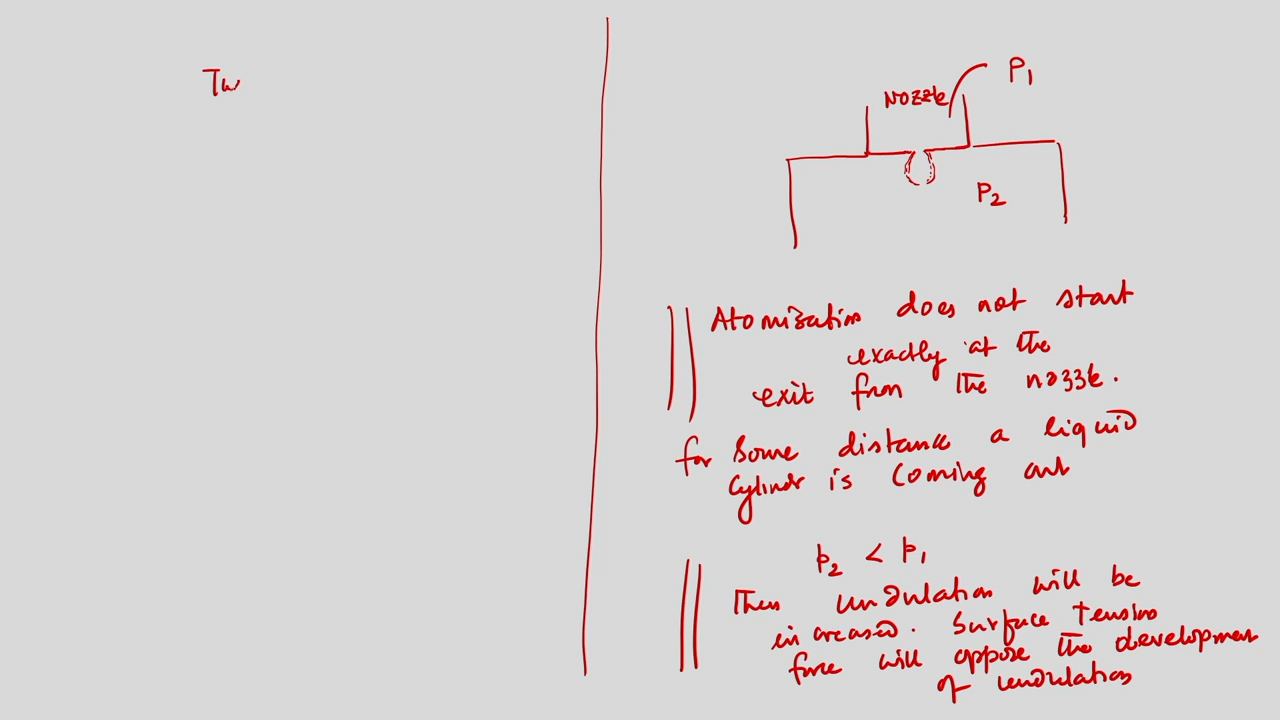 Tw
Nozzle
P1
P2
Atomization does not start
exactly at the
exit from the nozzle.
for some distance a liquid
cylinder is coming out
p2 < p1
Then undulation will be
increased. Surface tension
force will oppose the development
of undulation